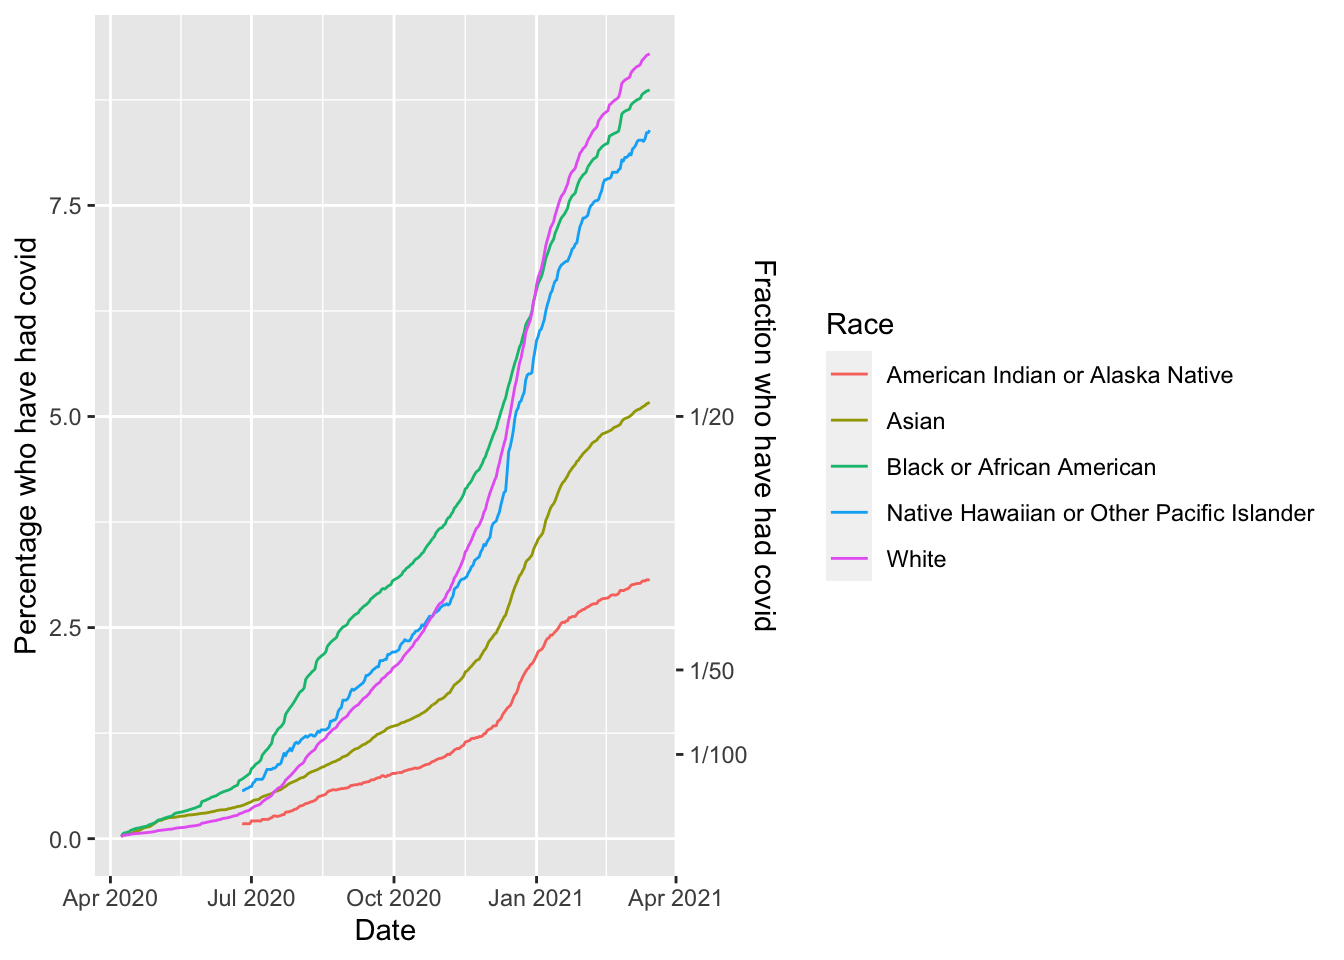 Percentage who have had covid
7.5
5.0
2.5
0.0
Apr 2020
Jul 2020
Oct 2020
Jan 2021
Apr 2021
Date
1/20
1/50
1/100
Fraction who have had covid
Race
American Indian or Alaska Native
Asian
Black or African American
Native Hawaiian or Other Pacific Islander
White